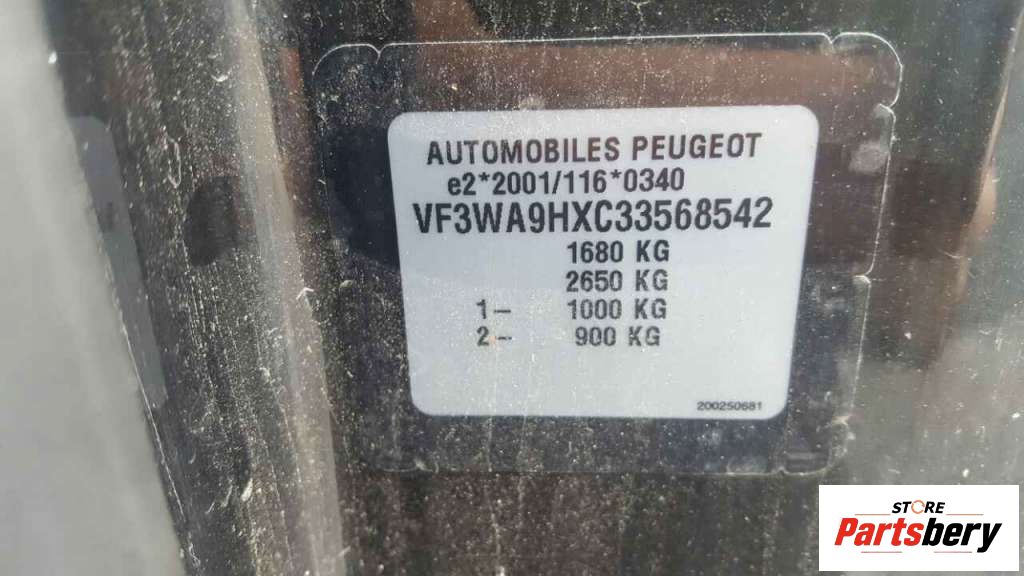 AUTOMOBILES PEUGEOT
e2*2001/116*0340
VF3WA9HXC33568542
1680 KG
2650 KG
1- 1000 KG
2- 900 KG
200250681
STORE
Partsbery